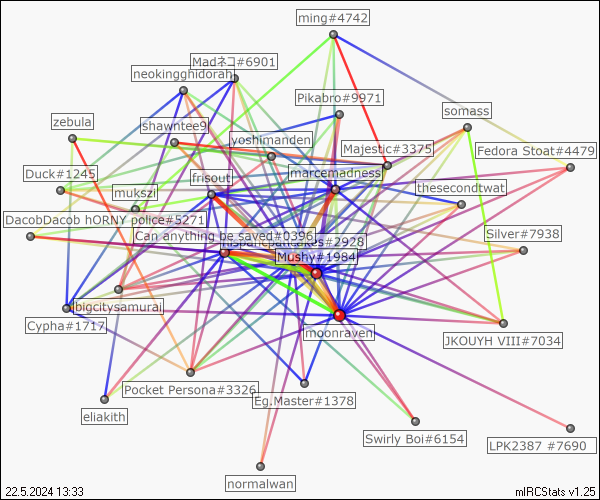 ming#4742
Madネコ#6901
neokingghidorah
Pikabro#9971
somass
zebula
shawntee9
yoshimanden
Majestic#3375
Fedora Stoat#4479
Duck#1245
frisout
marcemadness
mukszi
thesecondtwat
DacobDacob hORNY police#5271
Can anything be saved#0396
Silver#7938
hispanicpancakes#2928
Mushy#1984
bigcitysamurai
Cypha#1717
moonraven
JKOUYH VIII#7034
Pocket Persona#3326
Eg.Master#1378
eliakith
Swirly Boi#6154
LPK2387 #7690
normalwan
22.5.2024 13:33
mIRCStats v1.25